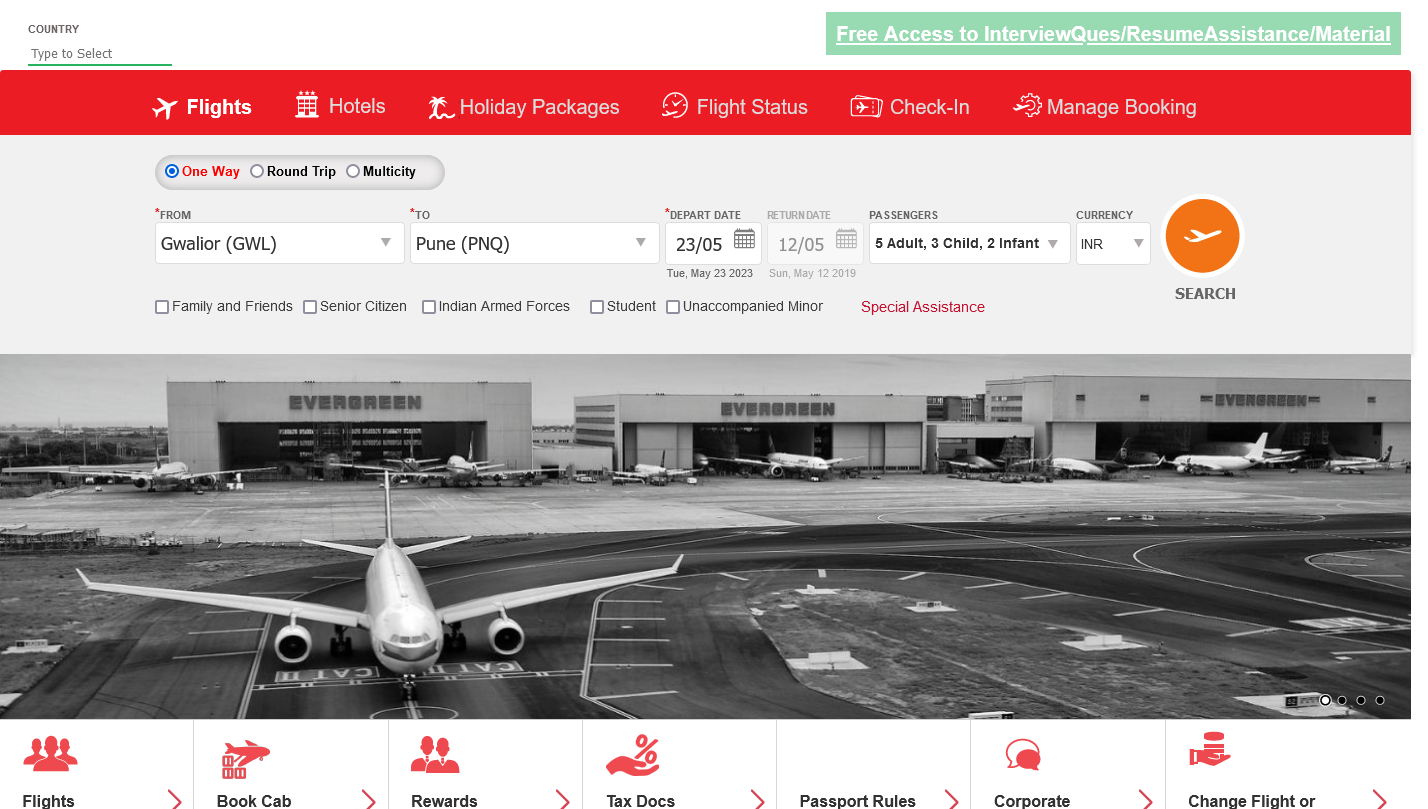 COUNTRY
Type to Select
Free Access to InterviewQues/ResumeAssistance/Material
Flights
Hotels
Holiday Packages
Flight Status
Check-In
Manage Booking
One Way
Round Trip
Multicity
*FROM
*TO
*DEPART DATE
RETURN DATE
PASSENGERS
CURRENCY
Gwalior (GWL)
Pune (PNQ)
23/05
12/05
5 Adult, 3 Child, 2 Infant
INR
Tue, May 23 2023
Sun, May 12 2019
SEARCH
Family and Friends
Senior Citizen
Indian Armed Forces
Student
Unaccompanied Minor
Special Assistance
EVERGREEN
EVERGREEN
EVERGREEN
CAT II
CAT II
Flights
Book Cab
Rewards
Tax Docs
Passport Rules
Corporate
Change Flight or